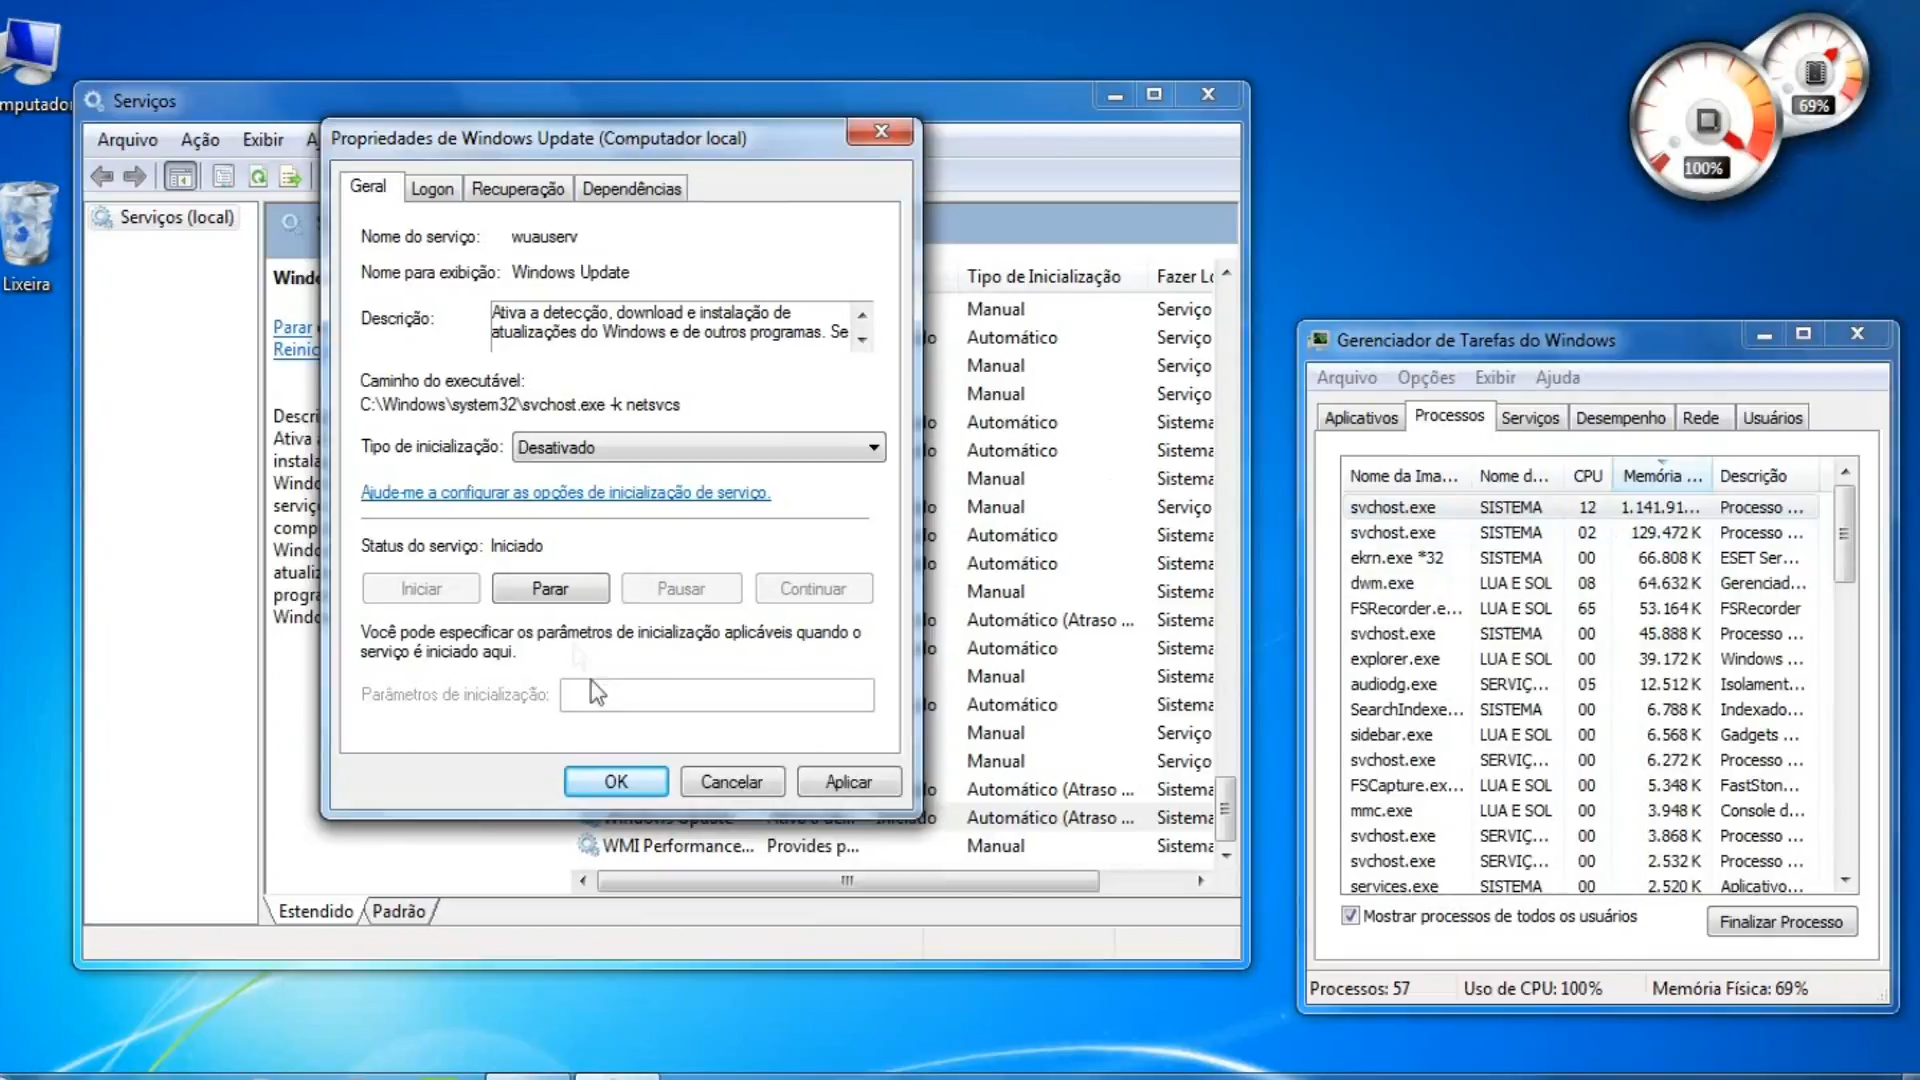 mputador
Lixeira
69%
100%
Serviços
Arquivo Ação Exibir
Serviços (local)
Parar
Tipo de Inicialização
Manual Serviço
Automático Serviço
Manual Serviço
Manual Serviço
Automático Sistema
Automático Sistema
Manual Sistema
Manual Serviço
Automático Sistema
Automático Sistema
Manual Sistema
Automático (Atraso ... Sistema
Automático Sistema
Manual Sistema
Automático Sistema
Manual Serviço
Manual Serviço
Automático (Atraso ... Sistema
Automático (Atraso ... Sistema
WMI Performance... Provides p... Manual Sistema
Estendido Padrão
Propriedades de Windows Update (Computador local)
Geral Logon Recuperação Dependências
Nome do serviço: wuauserv
Nome para exibição: Windows Update
Descrição: Ativa a detecção, download e instalação de
atualizações do Windows e de outros programas. Se
Caminho do executável:
C:\Windows\system32\svchost.exe -k netsvcs
Tipo de inicialização: Desativado
Ajude-me a configurar as opções de inicialização de serviço.
Status do serviço: Iniciado
Iniciar Parar Pausar Continuar
Você pode especificar os parâmetros de inicialização aplicáveis quando o
serviço é iniciado aqui.
Parâmetros de inicialização:
OK Cancelar Aplicar
Gerenciador de Tarefas do Windows
Arquivo Opções Exibir Ajuda
Aplicativos Processos Serviços Desempenho Rede Usuários
Nome da Ima... Nome d... CPU Memória ... Descrição
svchost.exe SISTEMA 12 1.141.91... Processo ...
svchost.exe SISTEMA 02 129.472 K Processo ...
ekrn.exe *32 SISTEMA 00 66.808 K ESET Ser...
dwm.exe LUA E SOL 08 64.632 K Gerenciad...
FSRecorder.e... LUA E SOL 65 53.164 K FSRecorder
svchost.exe SISTEMA 00 45.888 K Processo ...
explorer.exe LUA E SOL 00 39.172 K Windows ...
audiodg.exe SERVIÇ... 05 12.512 K Isolament...
SearchIndexe... SISTEMA 00 6.788 K Indexado...
sidebar.exe LUA E SOL 00 6.568 K Gadgets ...
svchost.exe SERVIÇ... 00 6.272 K Processo ...
FSCapture.ex... LUA E SOL 00 5.348 K FastSton...
mmc.exe LUA E SOL 00 3.948 K Console d...
svchost.exe SERVIÇ... 00 3.868 K Processo ...
svchost.exe SERVIÇ... 00 2.532 K Processo ...
services.exe SISTEMA 00 2.520 K Aplicativo...
Mostrar processos de todos os usuários
Finalizar Processo
Processos: 57 Uso de CPU: 100% Memória Física: 69%